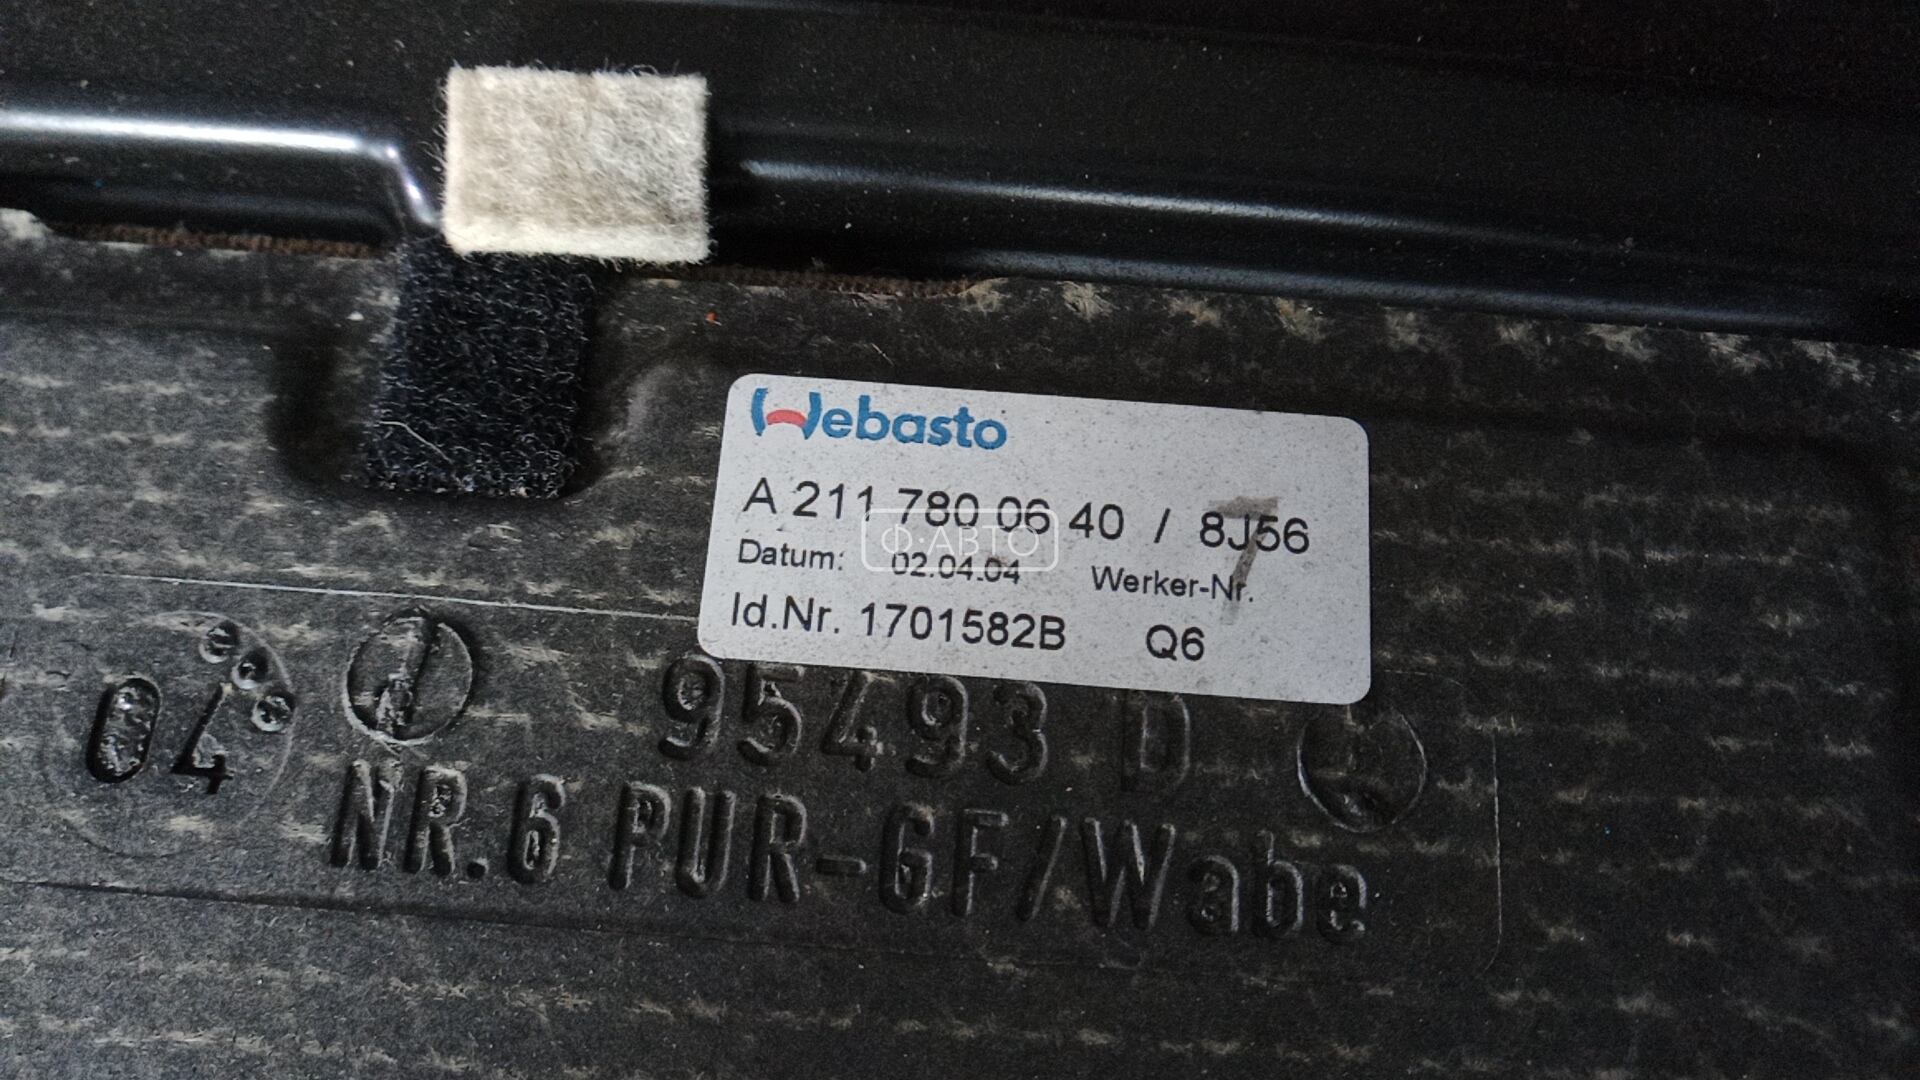 Webasto
A 211 780 06 40 / 8J56
Ф·АВТО
Datum: 02.04.04 Werker-Nr.
Id.Nr. 1701582B Q6
04
95493 D
NR.6 PUR-GF/Wabe